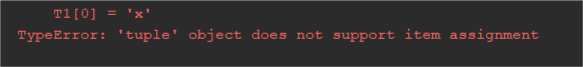 T1[0] = 'x'
TypeError: 'tuple' object does not support item assignment